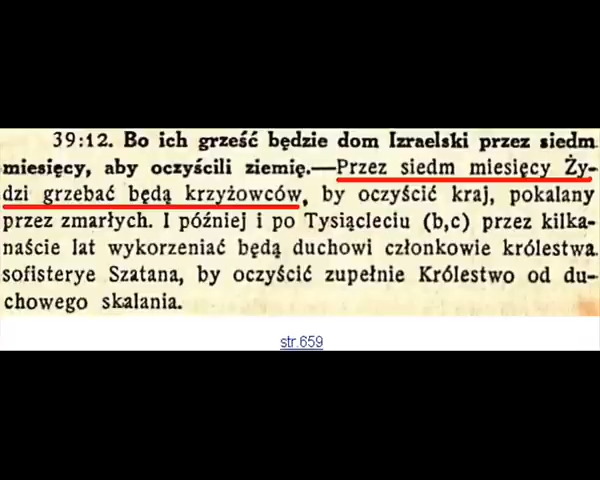 39:12. Bo ich grześć będzie dom Izraelski przez siedm
miesięcy, aby oczyścili ziemię.—Przez siedm miesięcy Ży-
dzi grzebać będą krzyżowców, by oczyścić kraj, pokalany
przez zmarłych. I później i po Tysiącleciu (b,c) przez kilka-
naście lat wykorzeniać będą duchowi członkowie królestwa
sofisterye Szatana, by oczyścić zupełnie Królestwo od du-
chowego skalania.
str.659